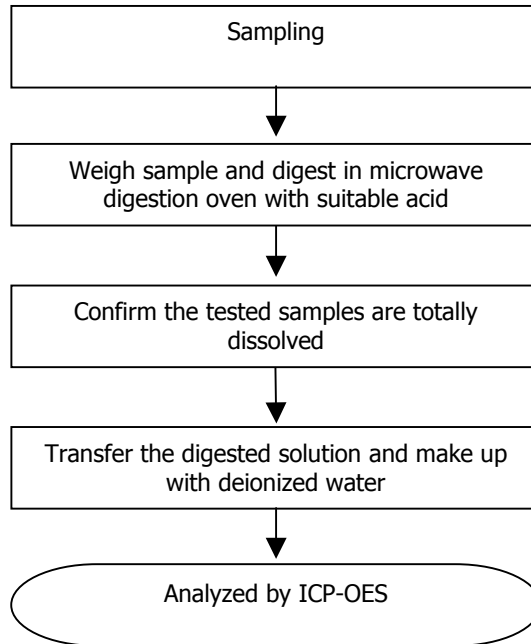 Sampling
Weigh sample and digest in microwave
digestion oven with suitable acid
Confirm the tested samples are totally
dissolved
Transfer the digested solution and make up
with deionized water
Analyzed by ICP-OES